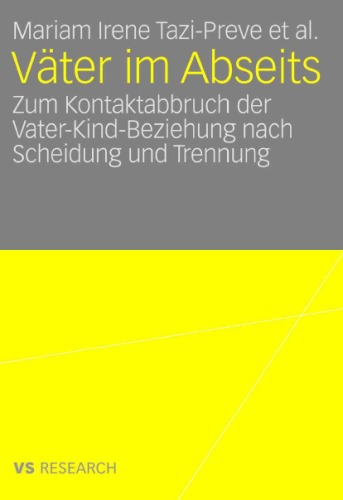 Mariam Irene Tazi-Preve et al.
Väter im Abseits
Zum Kontaktabbruch der
Vater-Kind-Beziehung nach
Scheidung und Trennung
VS RESEARCH